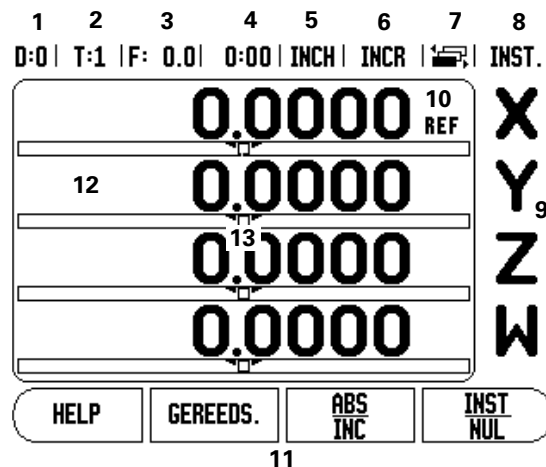 1 2 3 4 5 6 7 8
D:0 | T:1 | F: 0.0 | 0:00 | INCH | INCR | INST.
0.0000 10 REF X
12 0.0000 Y 9
13 0.0000 Z
0.0000 W
HELP GEREEDS. ABS INC INST NUL
11